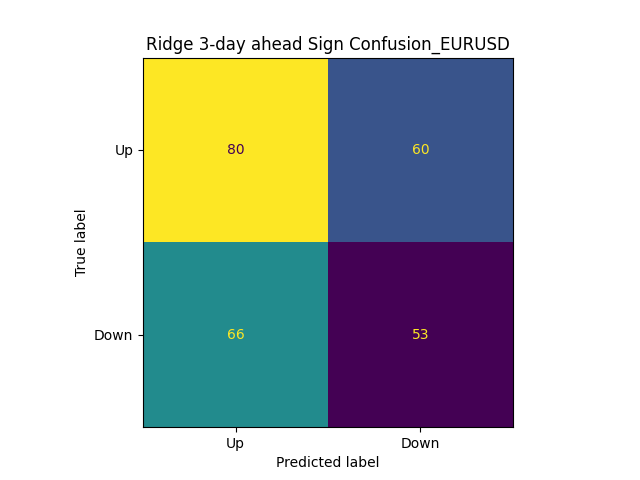 Ridge 3-day ahead Sign Confusion_EURUSD
True label
Up
80
60
Down
66
53
Up
Down
Predicted label